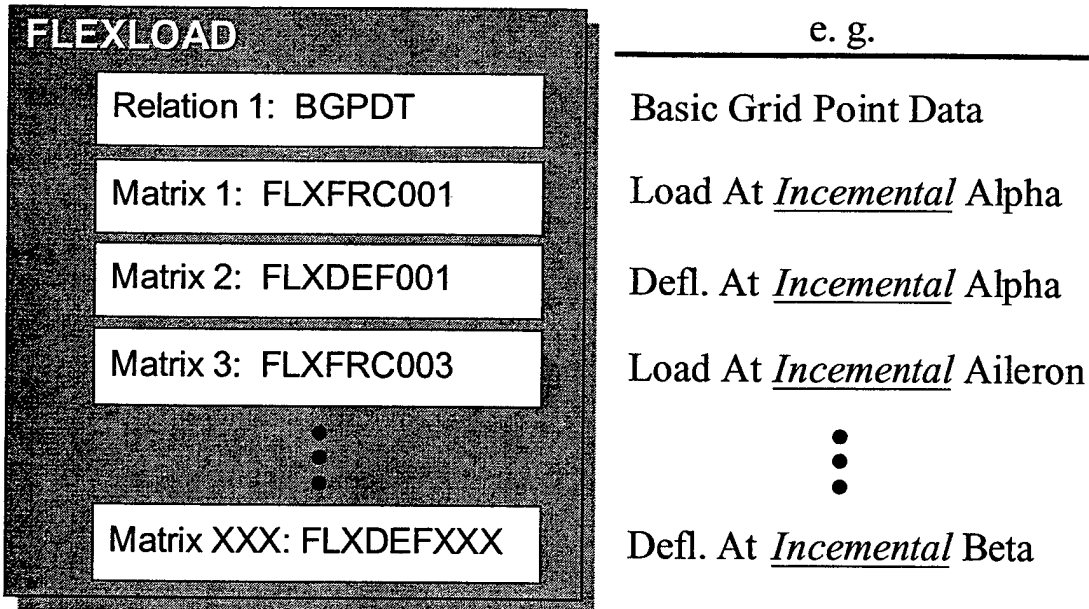 FLEXLOAD
e. g.
Relation 1: BGPDT
Basic Grid Point Data
Matrix 1: FLXFRC001
Load At Incemental Alpha
Matrix 2: FLXDEF001
Defl. At Incemental Alpha
Matrix 3: FLXFRC003
Load At Incemental Aileron
Matrix XXX: FLXDEFXXX
Defl. At Incemental Beta